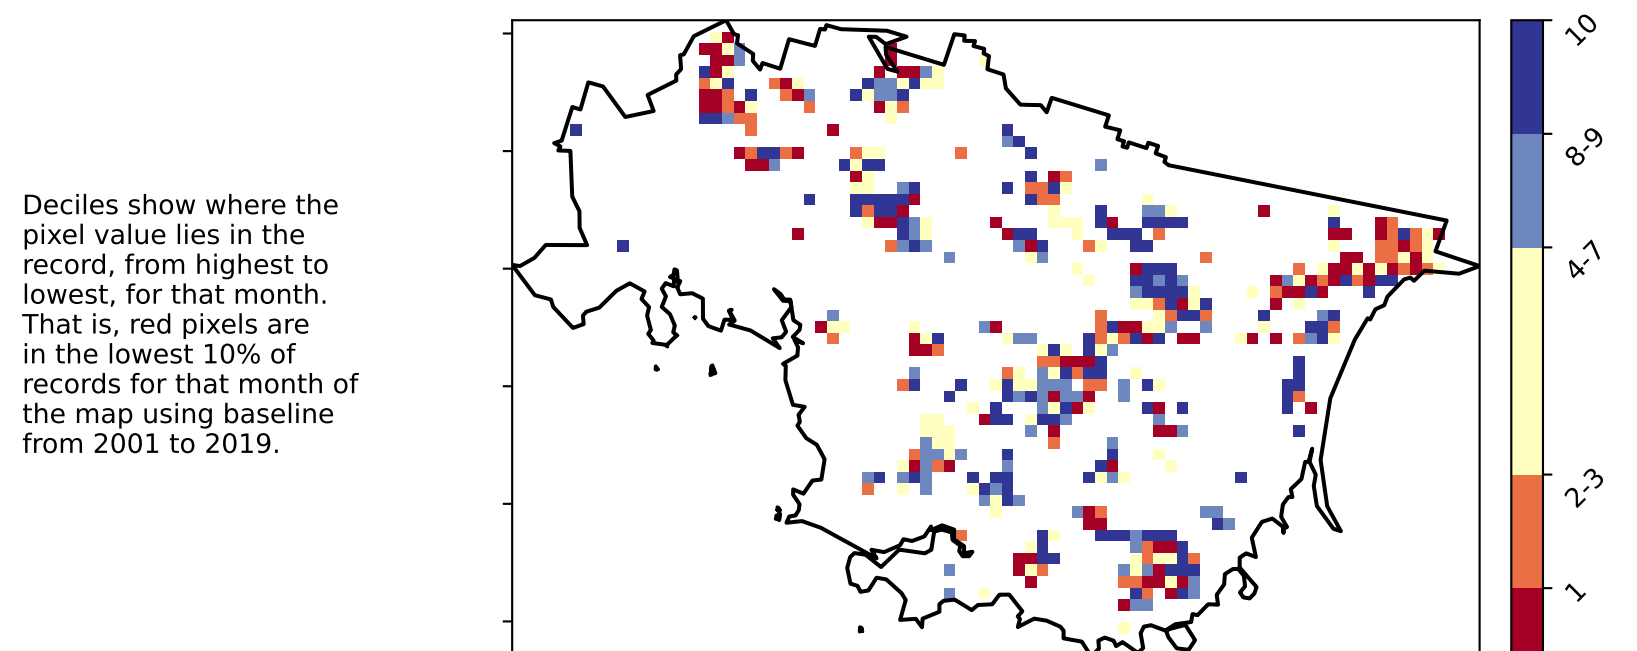 Deciles show where the
pixel value lies in the
record, from highest to
lowest, for that month.
That is, red pixels are
in the lowest 10% of
records for that month of
the map using baseline
from 2001 to 2019.
10
8-9
4-7
2-3
1